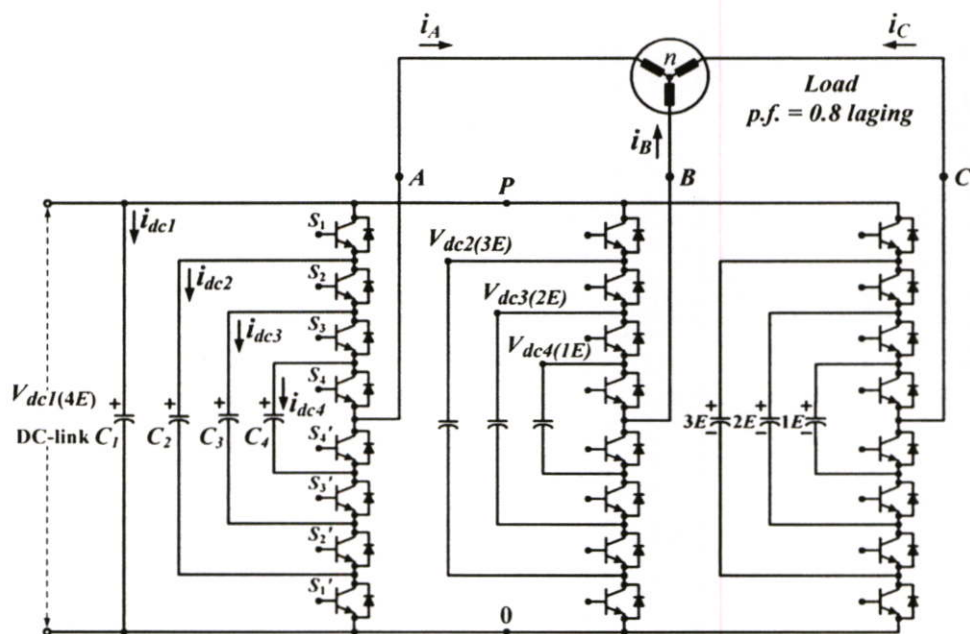 i_A
i_C
n
Load
p.f. = 0.8 laging
i_B
A
P
B
C
i_dc1
S_1
V_dc2(3E)
i_dc2
S_2
V_dc3(2E)
i_dc3
S_3
V_dc4(1E)
S_4
V_dc1(4E)
i_dc4
+ + + +
3E 2E 1E
+ + +
DC-link C_1 C_2 C_3 C_4
S_4'
S_3'
S_2'
S_1'
0